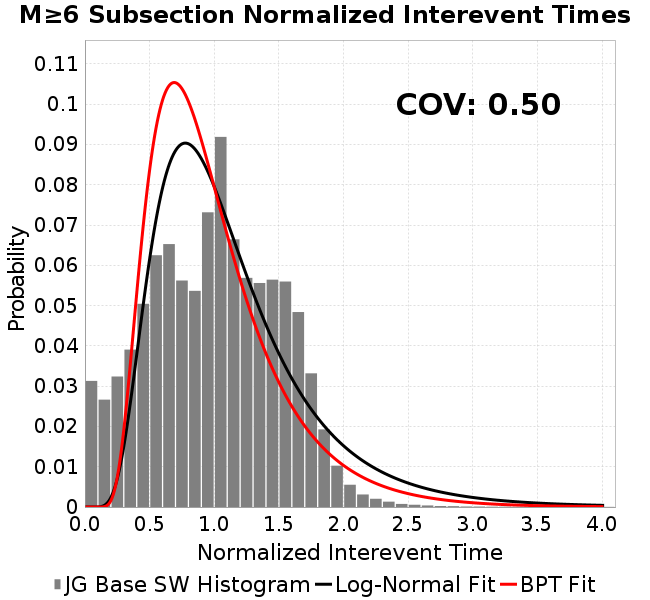 M≥6 Subsection Normalized Interevent Times
COV: 0.50
0.11
0.1
0.09
0.08
0.07
0.06
0.05
0.04
0.03
0.02
0.01
0
Probability
0.0 0.5 1.0 1.5 2.0 2.5 3.0 3.5 4.0
Normalized Interevent Time
JG Base SW Histogram Log-Normal Fit BPT Fit